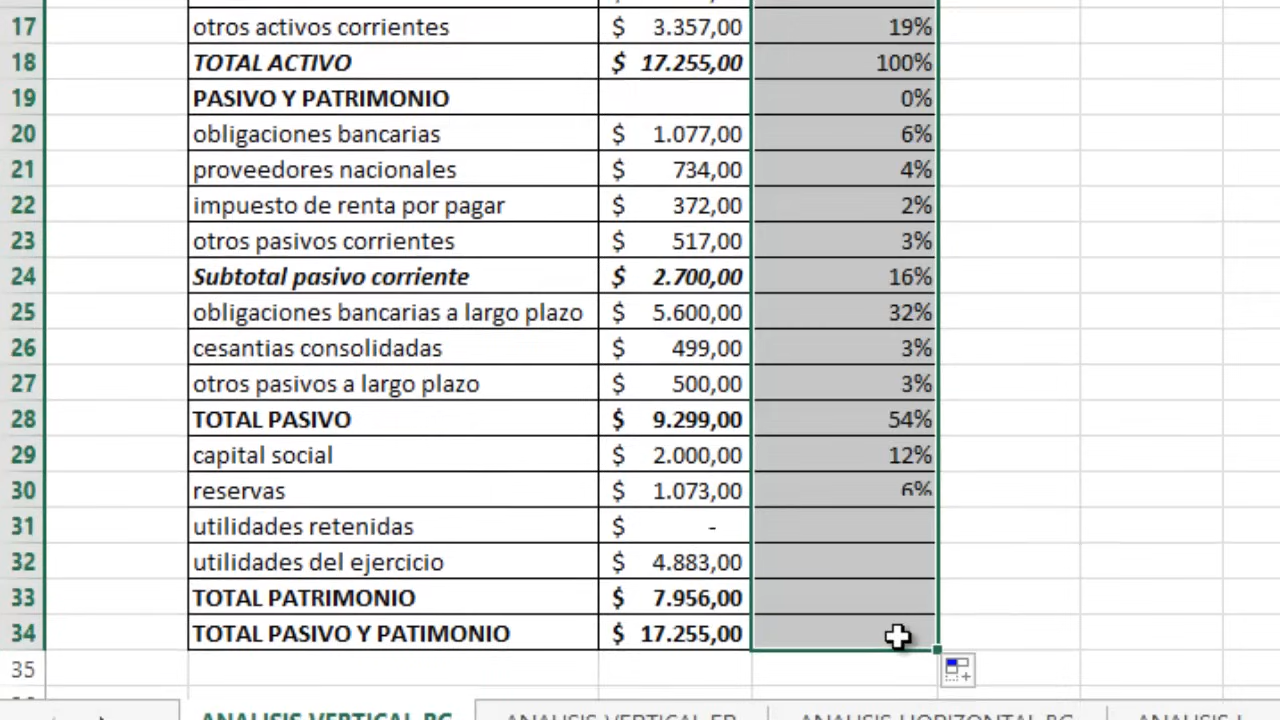 17 otros activos corrientes $ 3.357,00 19%
18 TOTAL ACTIVO $ 17.255,00 100%
19 PASIVO Y PATRIMONIO 0%
20 obligaciones bancarias $ 1.077,00 6%
21 proveedores nacionales $ 734,00 4%
22 impuesto de renta por pagar $ 372,00 2%
23 otros pasivos corrientes $ 517,00 3%
24 Subtotal pasivo corriente $ 2.700,00 16%
25 obligaciones bancarias a largo plazo $ 5.600,00 32%
26 cesantias consolidadas $ 499,00 3%
27 otros pasivos a largo plazo $ 500,00 3%
28 TOTAL PASIVO $ 9.299,00 54%
29 capital social $ 2.000,00 12%
30 reservas $ 1.073,00 6%
31 utilidades retenidas $ -
32 utilidades del ejercicio $ 4.883,00
33 TOTAL PATRIMONIO $ 7.956,00
34 TOTAL PASIVO Y PATIMONIO $ 17.255,00
35
ANALISIS VERTICAL BG ANALISIS VERTICAL ER ANALISIS HORIZONTAL BG ANALISIS